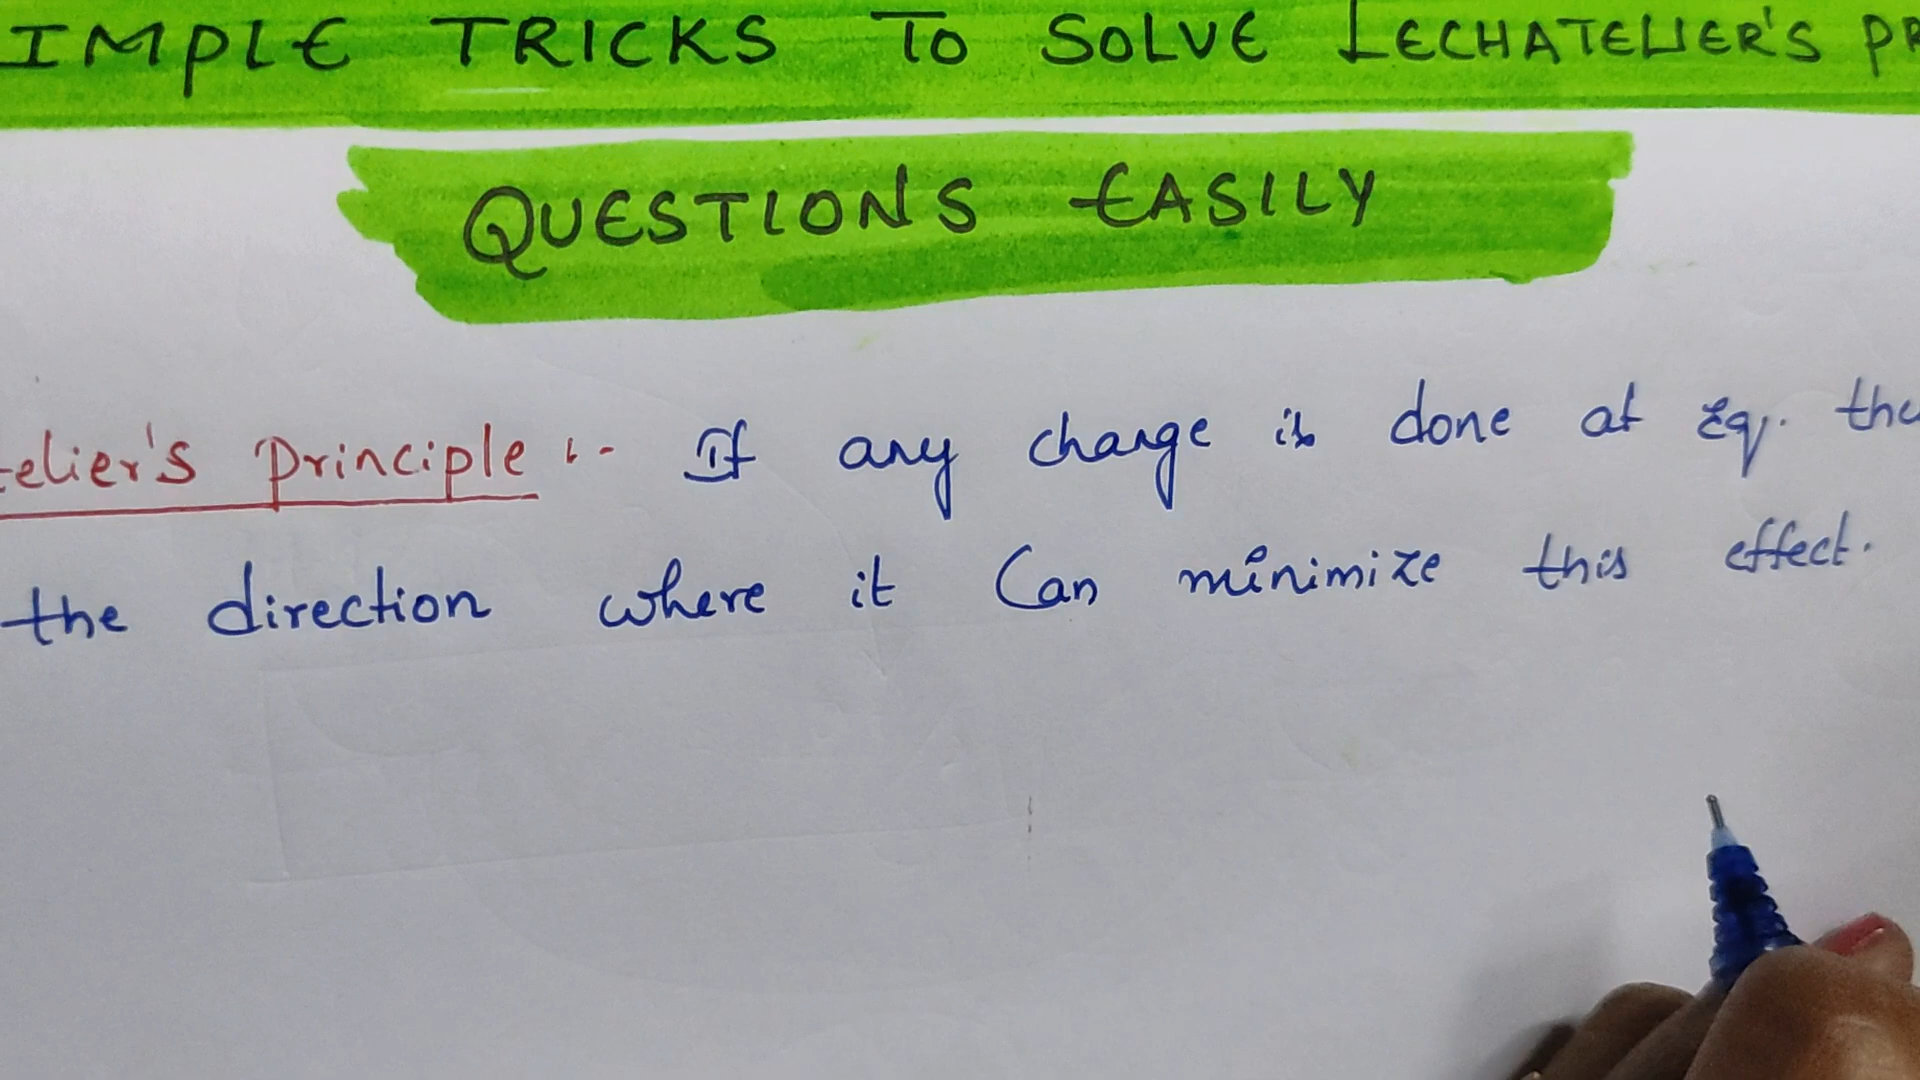 IMPLE TRICKS TO SOLVE LECHATELIER'S PR
QUESTIONS EASILY
elier's principle :- If any change is done at Eq. the
the direction where it Can minimize this effect.